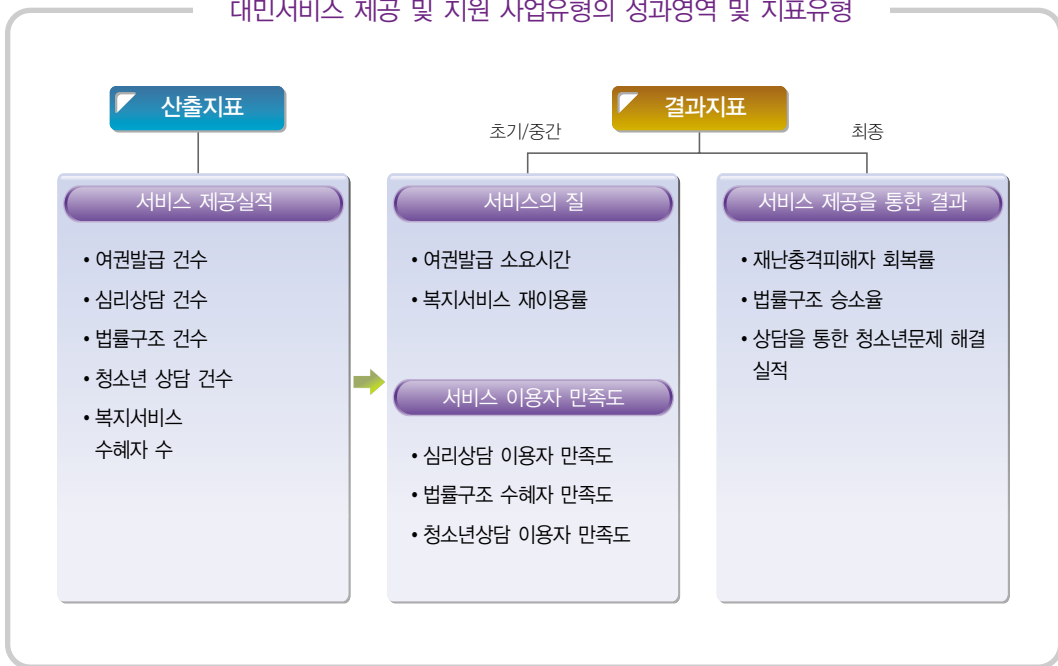 대민서비스 제공 및 지원 사업유형의 성과영역 및 지표유형
산출지표
결과지표
초기/중간
최종
서비스 제공실적
• 여권발급 건수
• 심리상담 건수
• 법률구조 건수
• 청소년 상담 건수
• 복지서비스
수혜자 수
서비스의 질
• 여권발급 소요시간
• 복지서비스 재이용률
서비스 이용자 만족도
• 심리상담 이용자 만족도
• 법률구조 수혜자 만족도
• 청소년상담 이용자 만족도
서비스 제공을 통한 결과
• 재난충격피해자 회복률
• 법률구조 승소율
• 상담을 통한 청소년문제 해결
실적